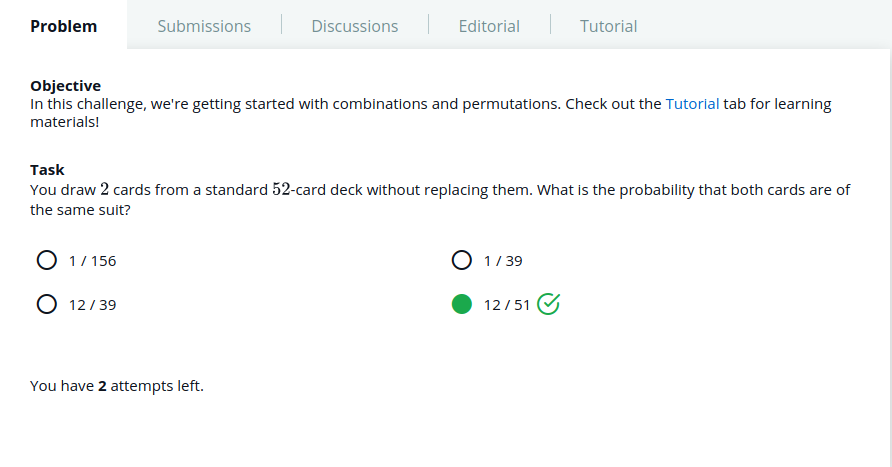 Problem Submissions Discussions Editorial Tutorial
Objective
In this challenge, we're getting started with combinations and permutations. Check out the Tutorial tab for learning
materials!
Task
You draw 2 cards from a standard 52-card deck without replacing them. What is the probability that both cards are of
the same suit?
1 / 156 1 / 39
12 / 39 12 / 51
You have 2 attempts left.